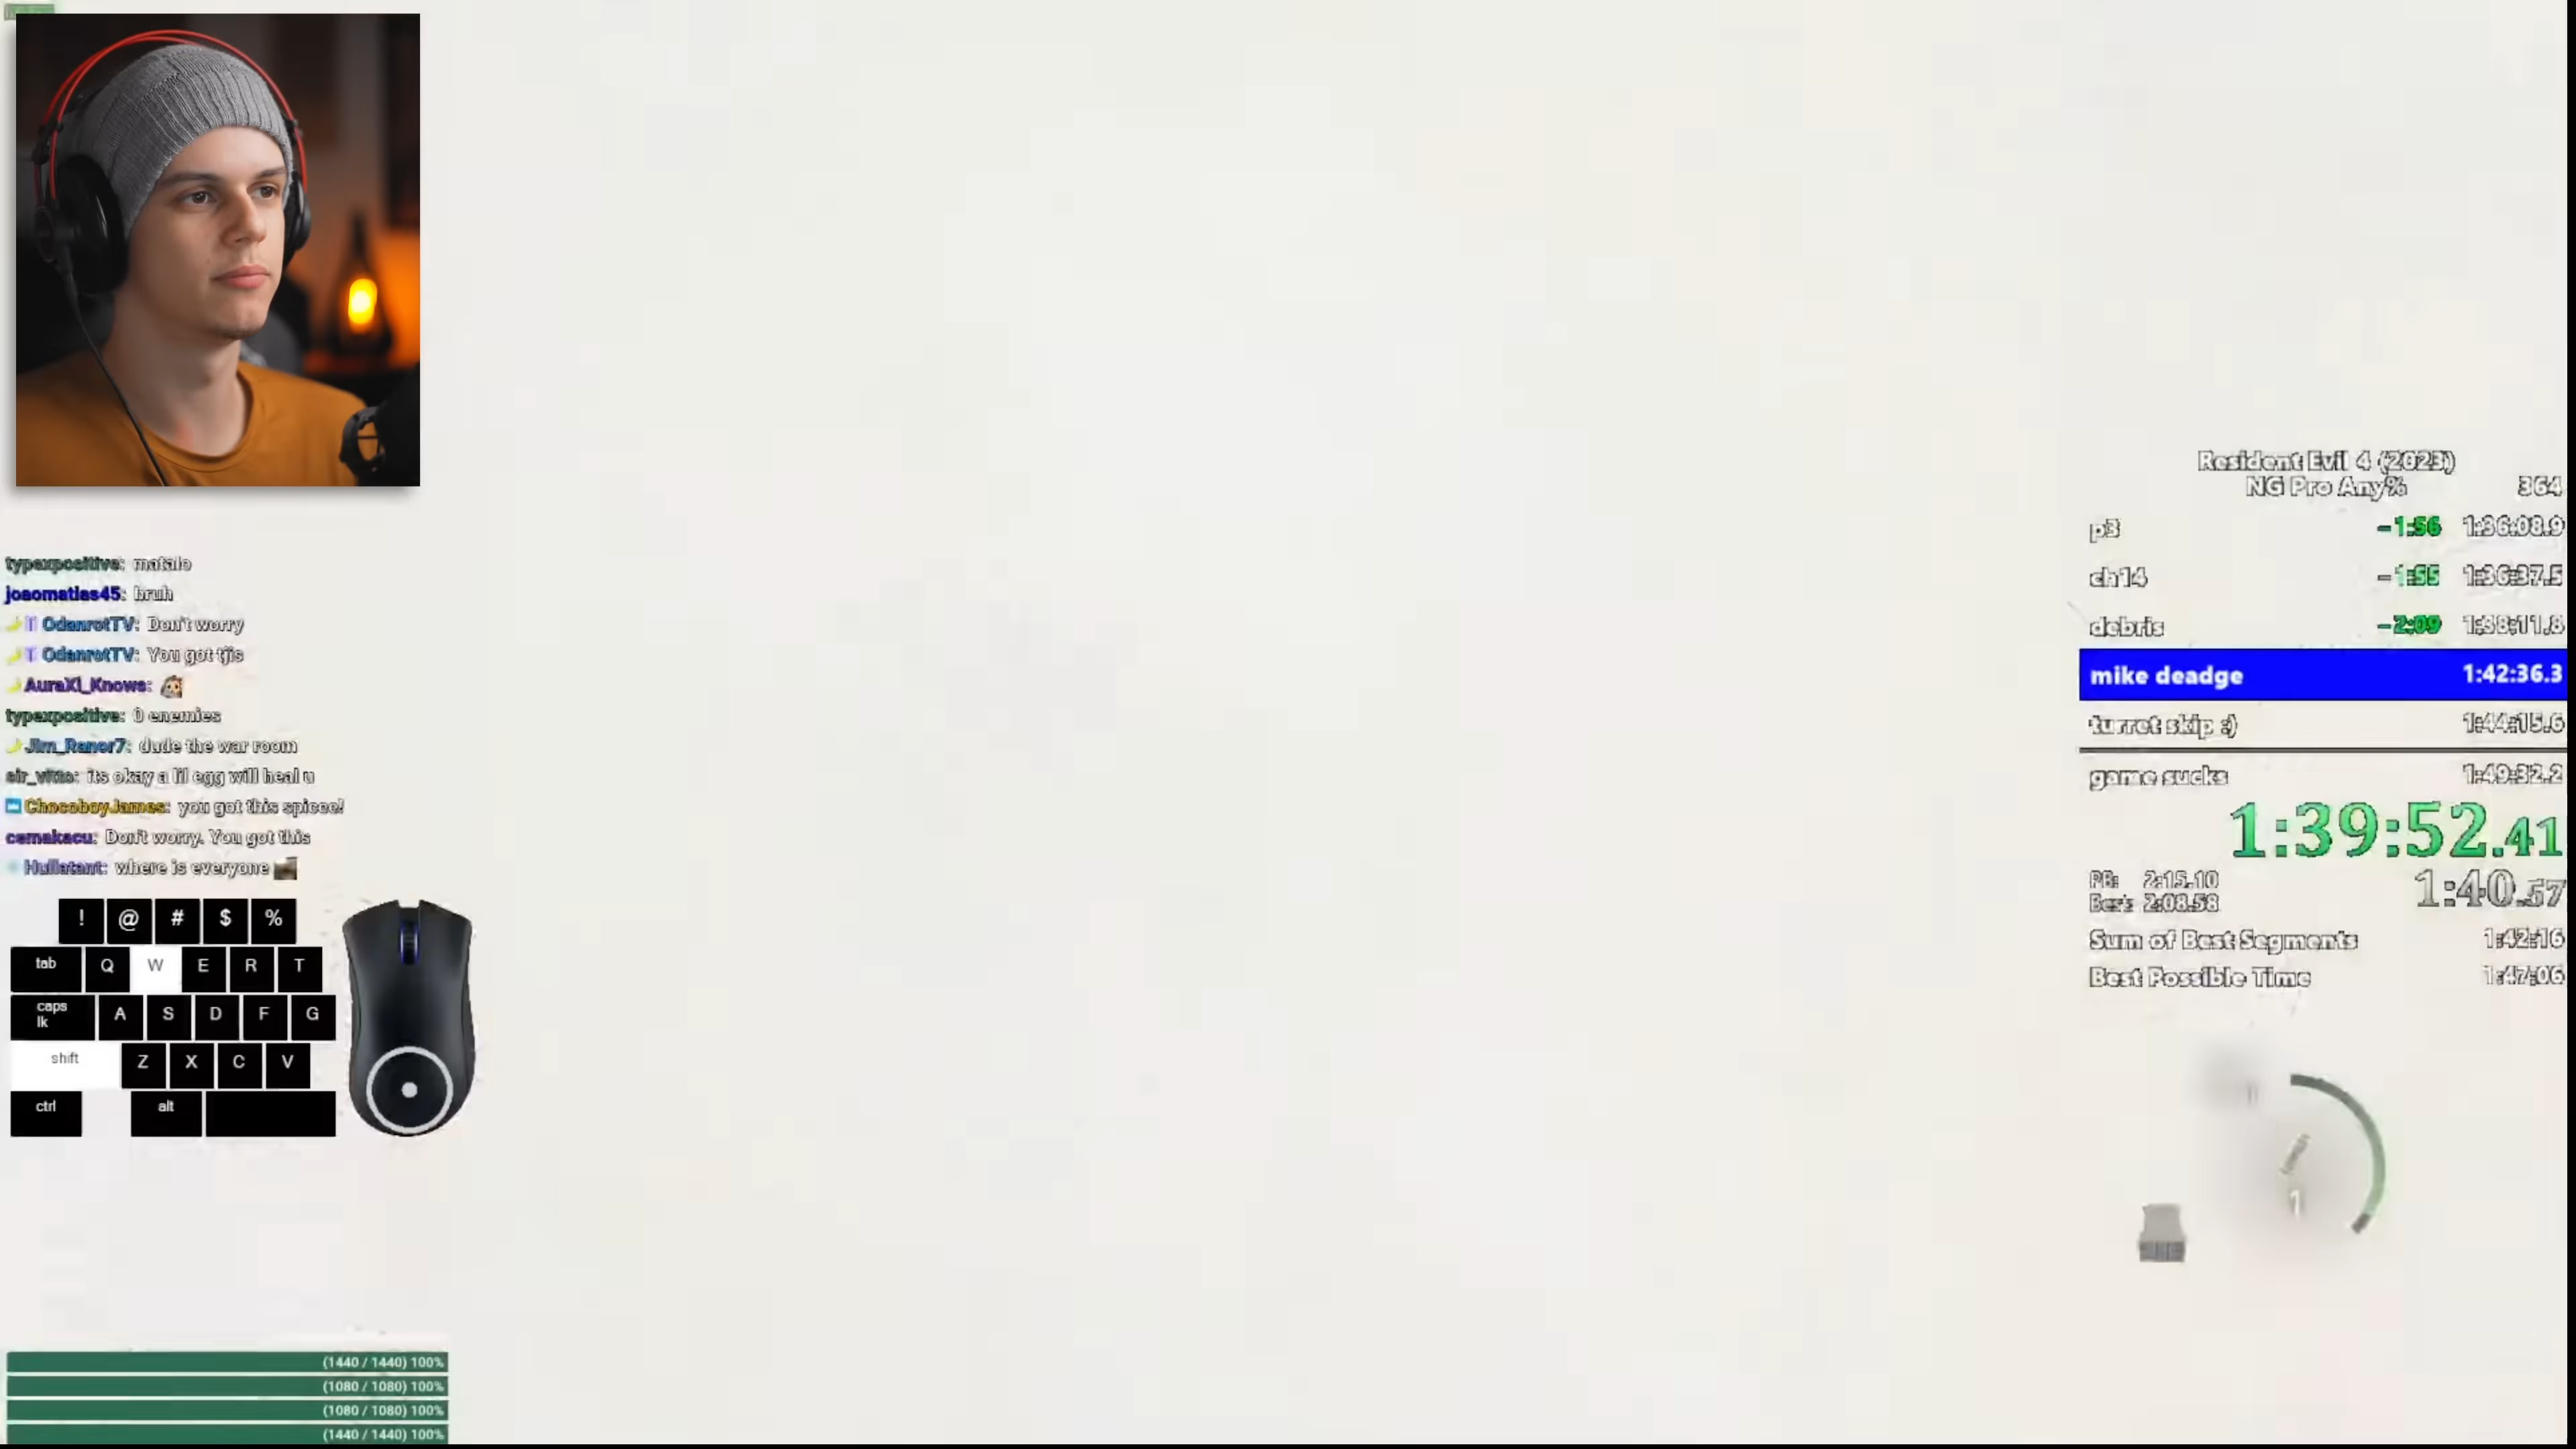 typexpositive: matalo
joaomatias45: bruh
OdanrotTV: Don't worry
OdanrotTV: You got tjis
AuraXl_Knows:
typexpositive: 0 enemies
Jim_Ranor7: dude the war room
sir_vitto: its okay a lil egg will heal u
ChocoboyJames: you got this spicee!
cemakacu: Don't worry. You got this
Hullatant: where is everyone
! @ # $ %
tab Q W E R T
caps lk A S D F G
shift Z X C V
ctrl alt
(1440 / 1440) 100%
(1080 / 1080) 100%
(1080 / 1080) 100%
(1440 / 1440) 100%
Resident Evil 4 (2023)
NG Pro Any% 364
p3 -1:56 1:36:08.9
ch14 -1:55 1:36:37.5
debris -2:09 1:38:11.8
mike deadge 1:42:36.3
turret skip :) 1:44:15.6
game sucks 1:49:32.2
1:39:52.41
PB: 2:15.10 1:40.57
Best: 2:08.58
Sum of Best Segments 1:42:16
Best Possible Time 1:47:06
1